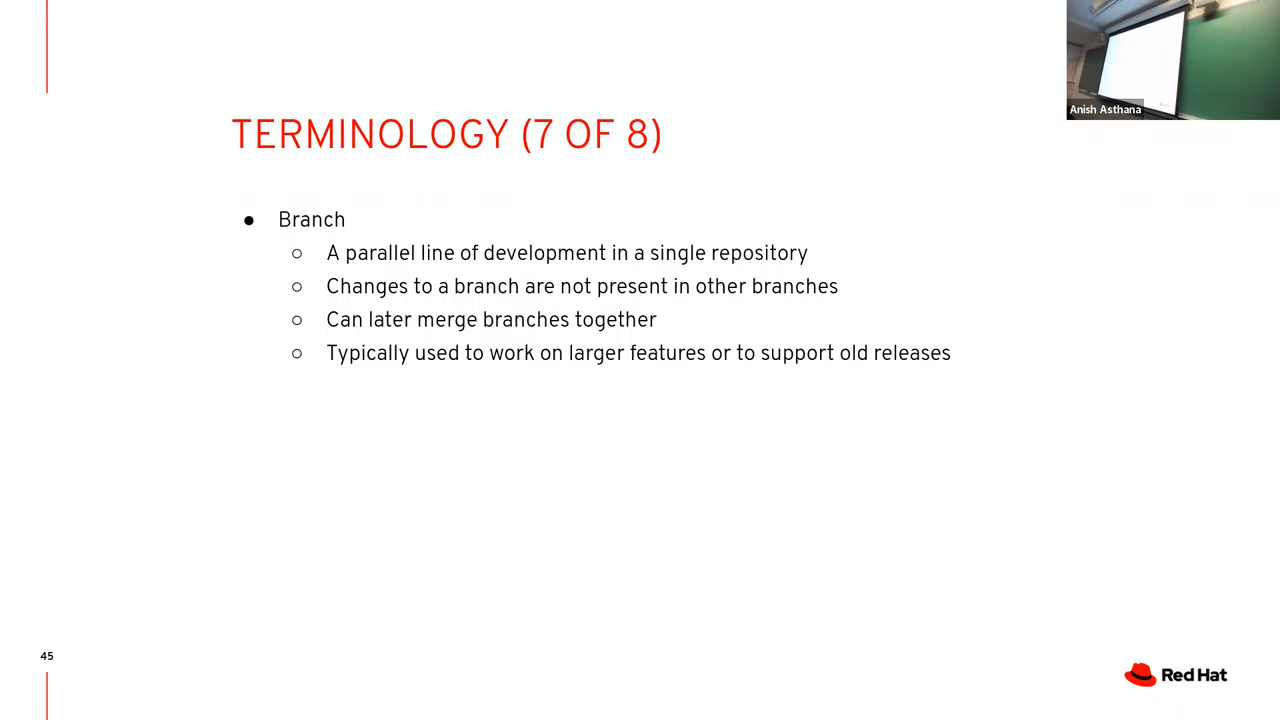 Anish Asthana
TERMINOLOGY (7 OF 8)
● Branch
○ A parallel line of development in a single repository
○ Changes to a branch are not present in other branches
○ Can later merge branches together
○ Typically used to work on larger features or to support old releases
45
Red Hat